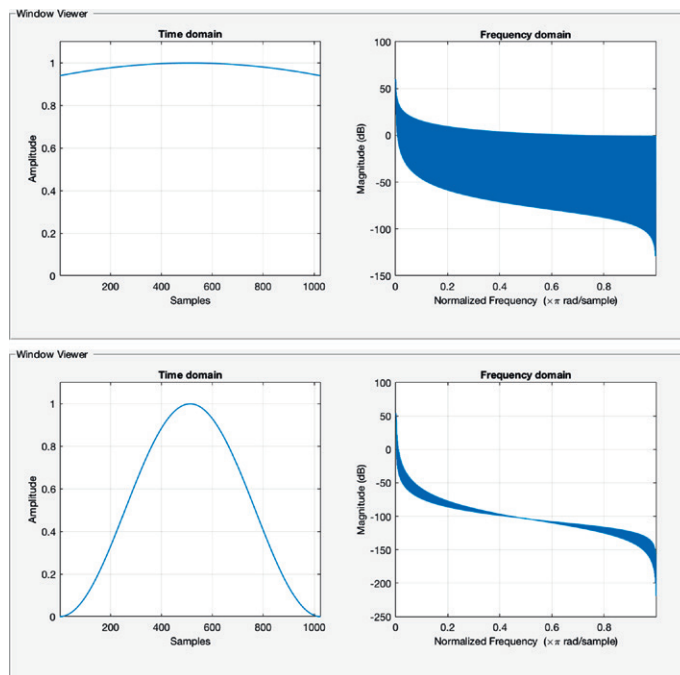 Window Viewer
Time domain
Frequency domain
1
0.8
0.6
0.4
0.2
0
Amplitude
200 400 600 800 1000
Samples
100
50
0
-50
-100
-150
Magnitude (dB)
0 0.2 0.4 0.6 0.8
Normalized Frequency (×π rad/sample)
Window Viewer
Time domain
Frequency domain
1
0.8
0.6
0.4
0.2
0
Amplitude
200 400 600 800 1000
Samples
100
50
0
-50
-100
-150
-200
-250
Magnitude (dB)
0 0.2 0.4 0.6 0.8
Normalized Frequency (×π rad/sample)